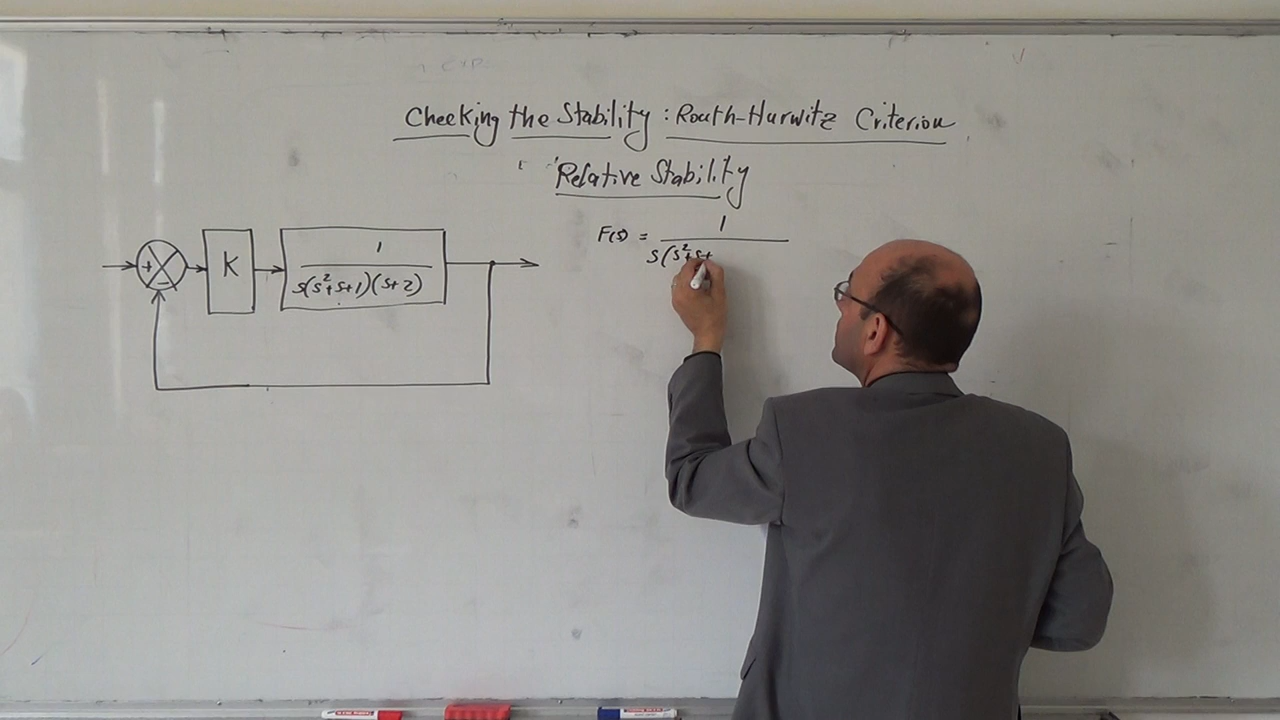 Checking the Stability : Routh-Hurwitz Criterion
Relative Stability
F(s) = 1
s(s²+s+
+
-
K
1
s(s²+s+1)(s+2)